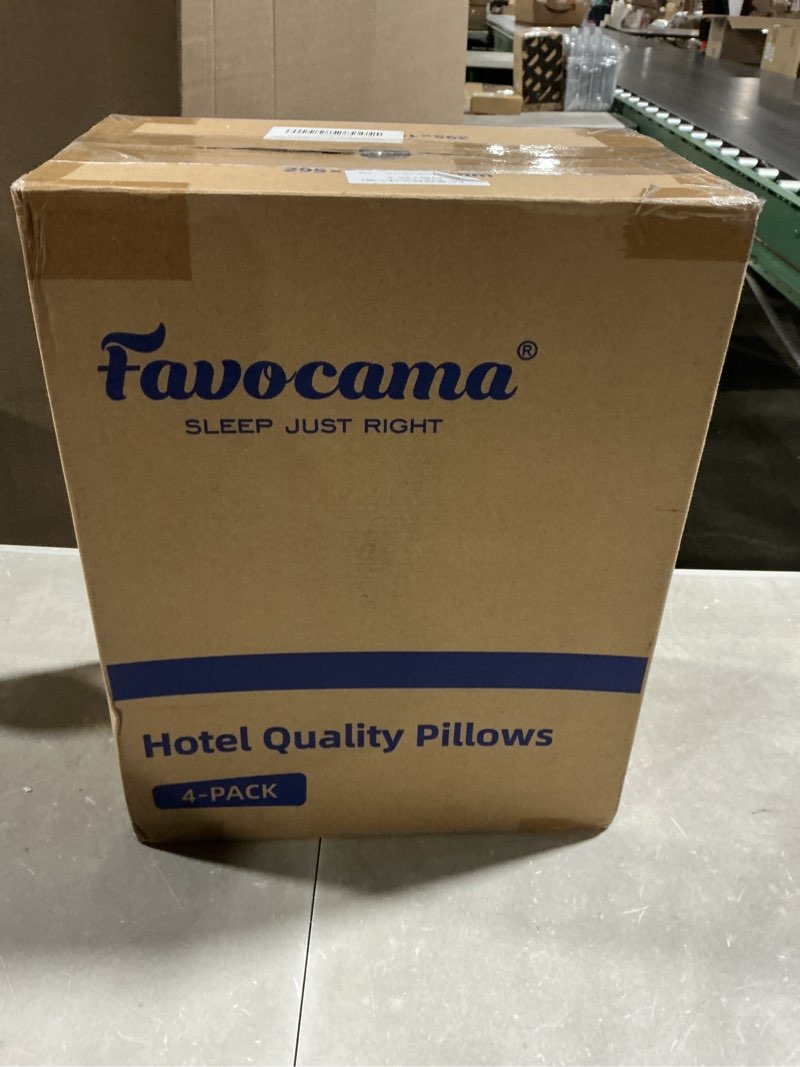 Favocama®
SLEEP JUST RIGHT
Hotel Quality Pillows
4-PACK